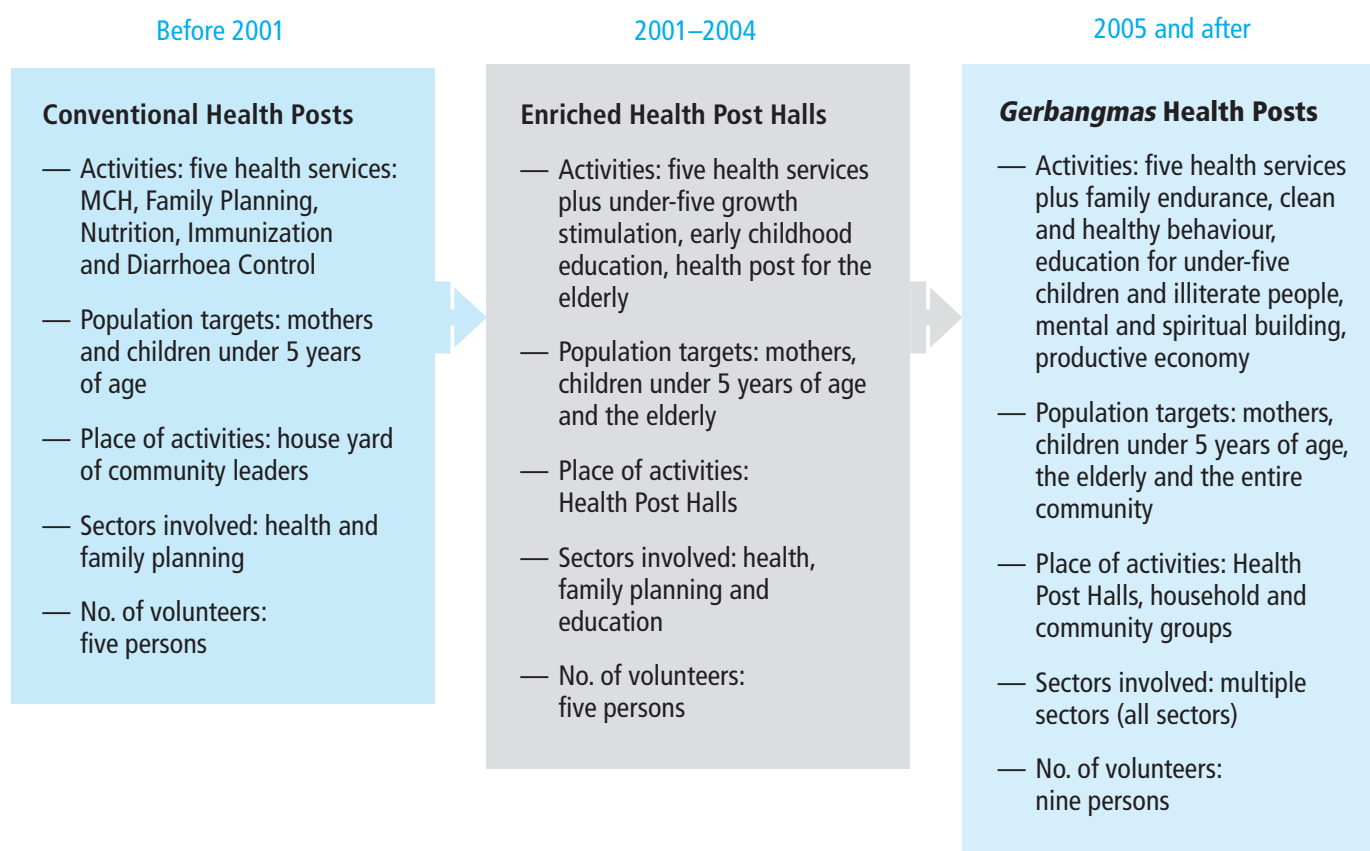 Before 2001
Conventional Health Posts
— Activities: five health services:
MCH, Family Planning,
Nutrition, Immunization
and Diarrhoea Control
— Population targets: mothers
and children under 5 years
of age
— Place of activities: house yard
of community leaders
— Sectors involved: health and
family planning
— No. of volunteers:
five persons
2001–2004
Enriched Health Post Halls
— Activities: five health services
plus under-five growth
stimulation, early childhood
education, health post for the
elderly
— Population targets: mothers,
children under 5 years of age
and the elderly
— Place of activities:
Health Post Halls
— Sectors involved: health,
family planning and
education
— No. of volunteers:
five persons
2005 and after
Gerbangmas Health Posts
— Activities: five health services
plus family endurance, clean
and healthy behaviour,
education for under-five
children and illiterate people,
mental and spiritual building,
productive economy
— Population targets: mothers,
children under 5 years of age,
the elderly and the entire
community
— Place of activities: Health
Post Halls, household and
community groups
— Sectors involved: multiple
sectors (all sectors)
— No. of volunteers:
nine persons